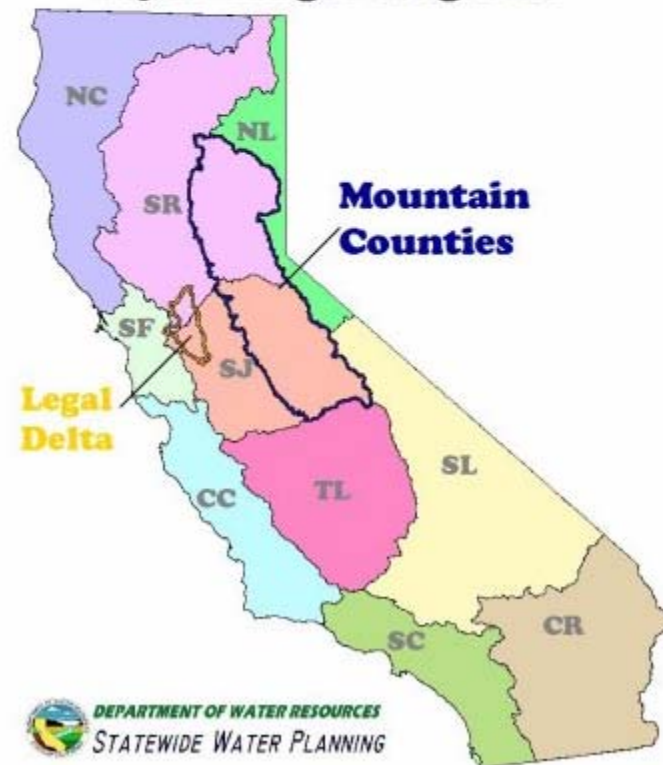 NC
NL
SR
Mountain
Counties
SF
SJ
Legal
Delta
SL
TL
CC
CR
SC
DEPARTMENT OF WATER RESOURCES
STATEWIDE WATER PLANNING